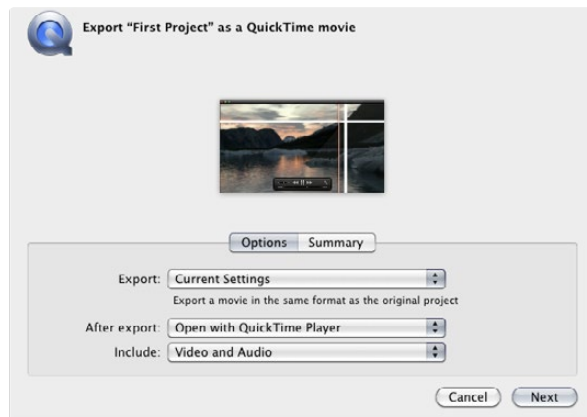 Export “First Project” as a QuickTime movie
Options Summary
Export: Current Settings
Export a movie in the same format as the original project
After export: Open with QuickTime Player
Include: Video and Audio
Cancel Next